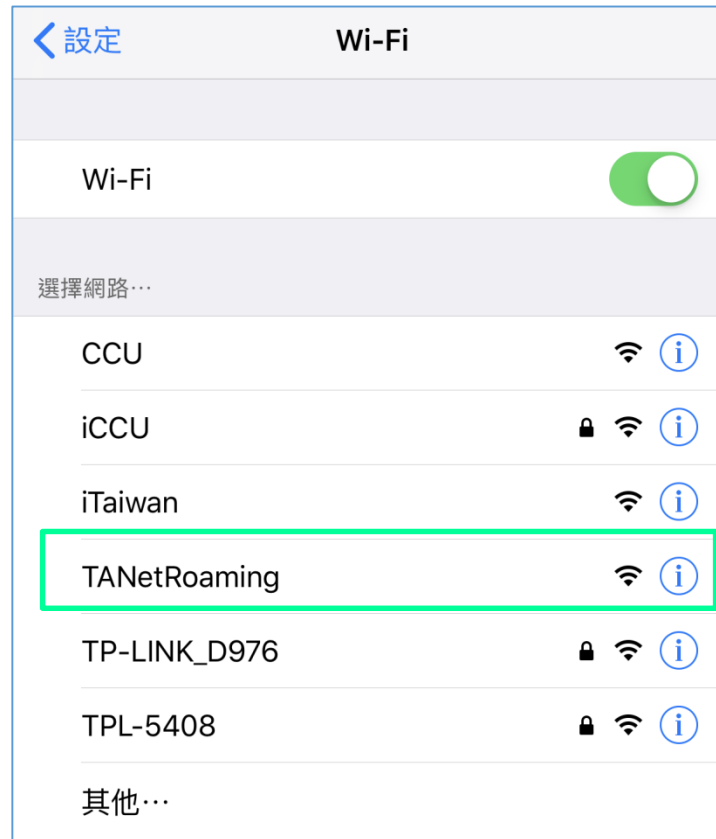 設定 Wi-Fi
Wi-Fi
選擇網路…
CCU
iCCU
iTaiwan
TANetRoaming
TP-LINK_D976
TPL-5408
其他…